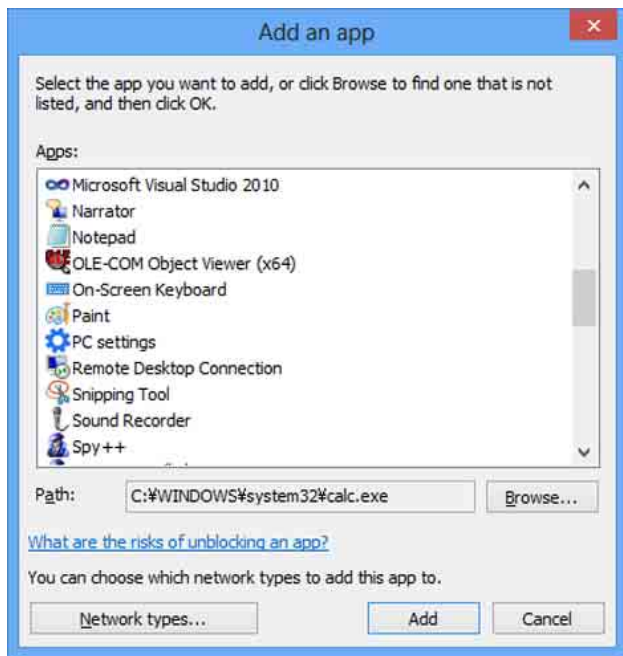 Add an app
Select the app you want to add, or click Browse to find one that is not
listed, and then click OK.
Apps:
Microsoft Visual Studio 2010
Narrator
Notepad
OLE-COM Object Viewer (x64)
On-Screen Keyboard
Paint
PC settings
Remote Desktop Connection
Snipping Tool
Sound Recorder
Spy++
Path: C:¥WINDOWS¥system32¥calc.exe Browse...
What are the risks of unblocking an app?
You can choose which network types to add this app to.
Network types... Add Cancel